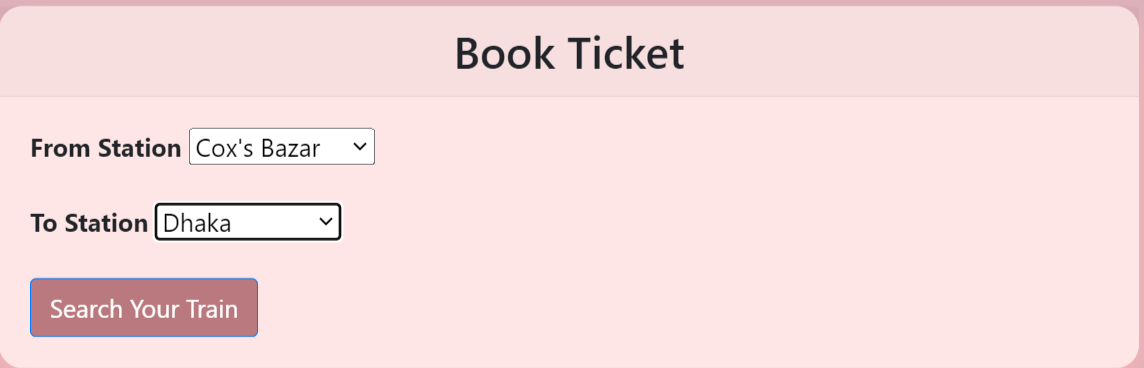 Book Ticket
From Station Cox's Bazar
To Station Dhaka
Search Your Train